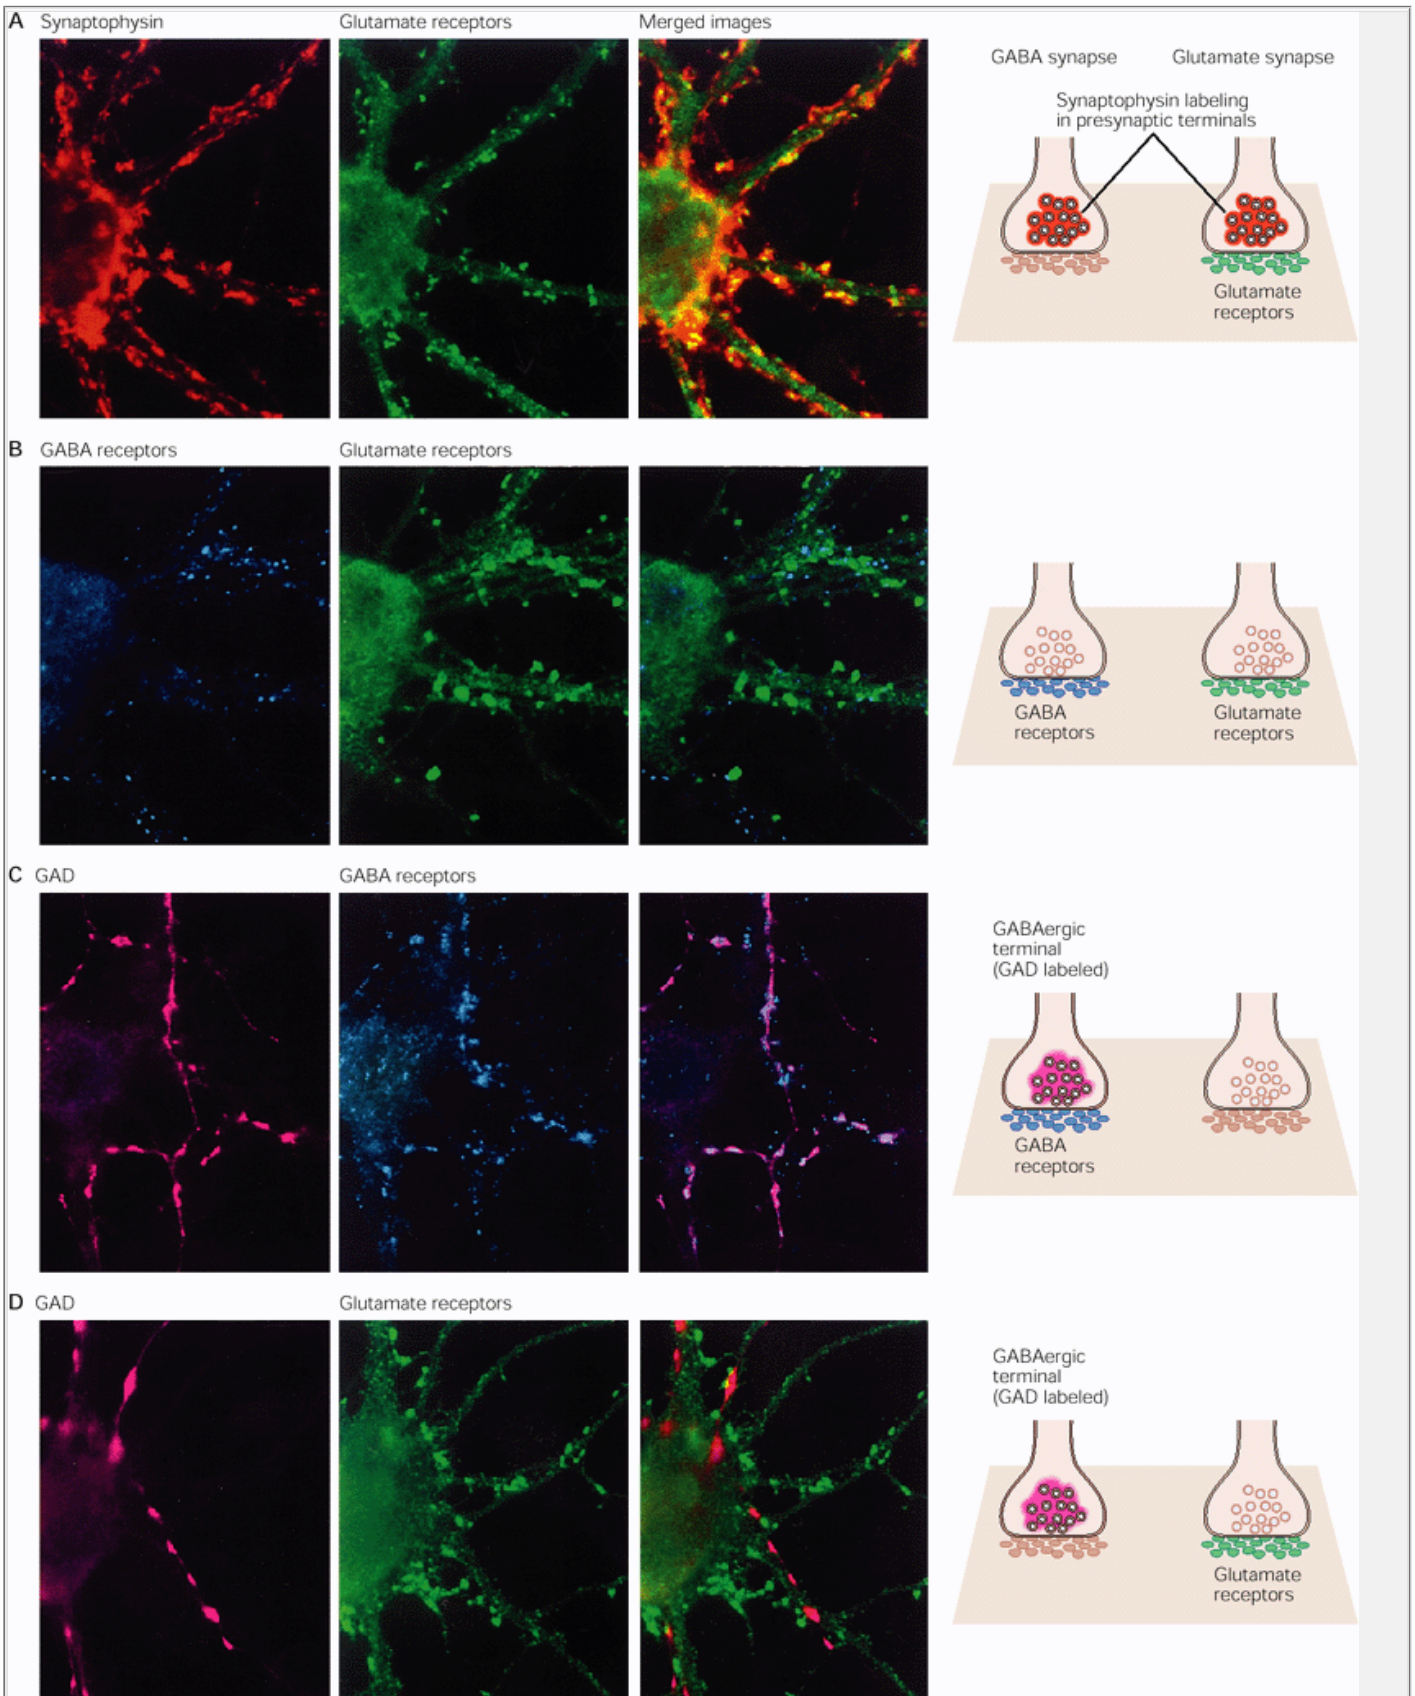 A Synaptophysin
Glutamate receptors
Merged images
GABA synapse
Glutamate synapse
Synaptophysin labeling
in presynaptic terminals
Glutamate
receptors
B GABA receptors
Glutamate receptors
GABA
receptors
Glutamate
receptors
C GAD
GABA receptors
GABAergic
terminal
(GAD labeled)
GABA
receptors
D GAD
Glutamate receptors
GABAergic
terminal
(GAD labeled)
Glutamate
receptors